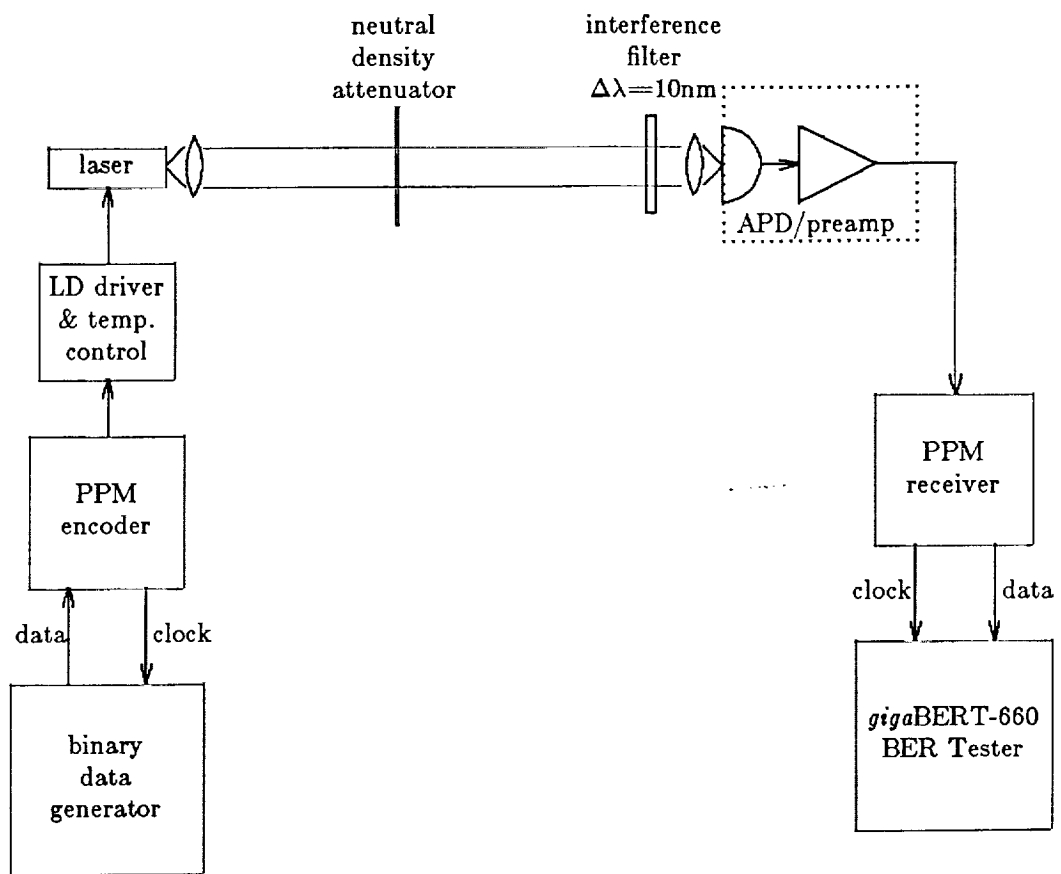 neutral
density
attenuator
interference
filter
Δλ=10nm
laser
APD/preamp
LD driver
& temp.
control
PPM
encoder
PPM
receiver
data
clock
clock
data
binary
data
generator
gigaBERT-660
BER Tester